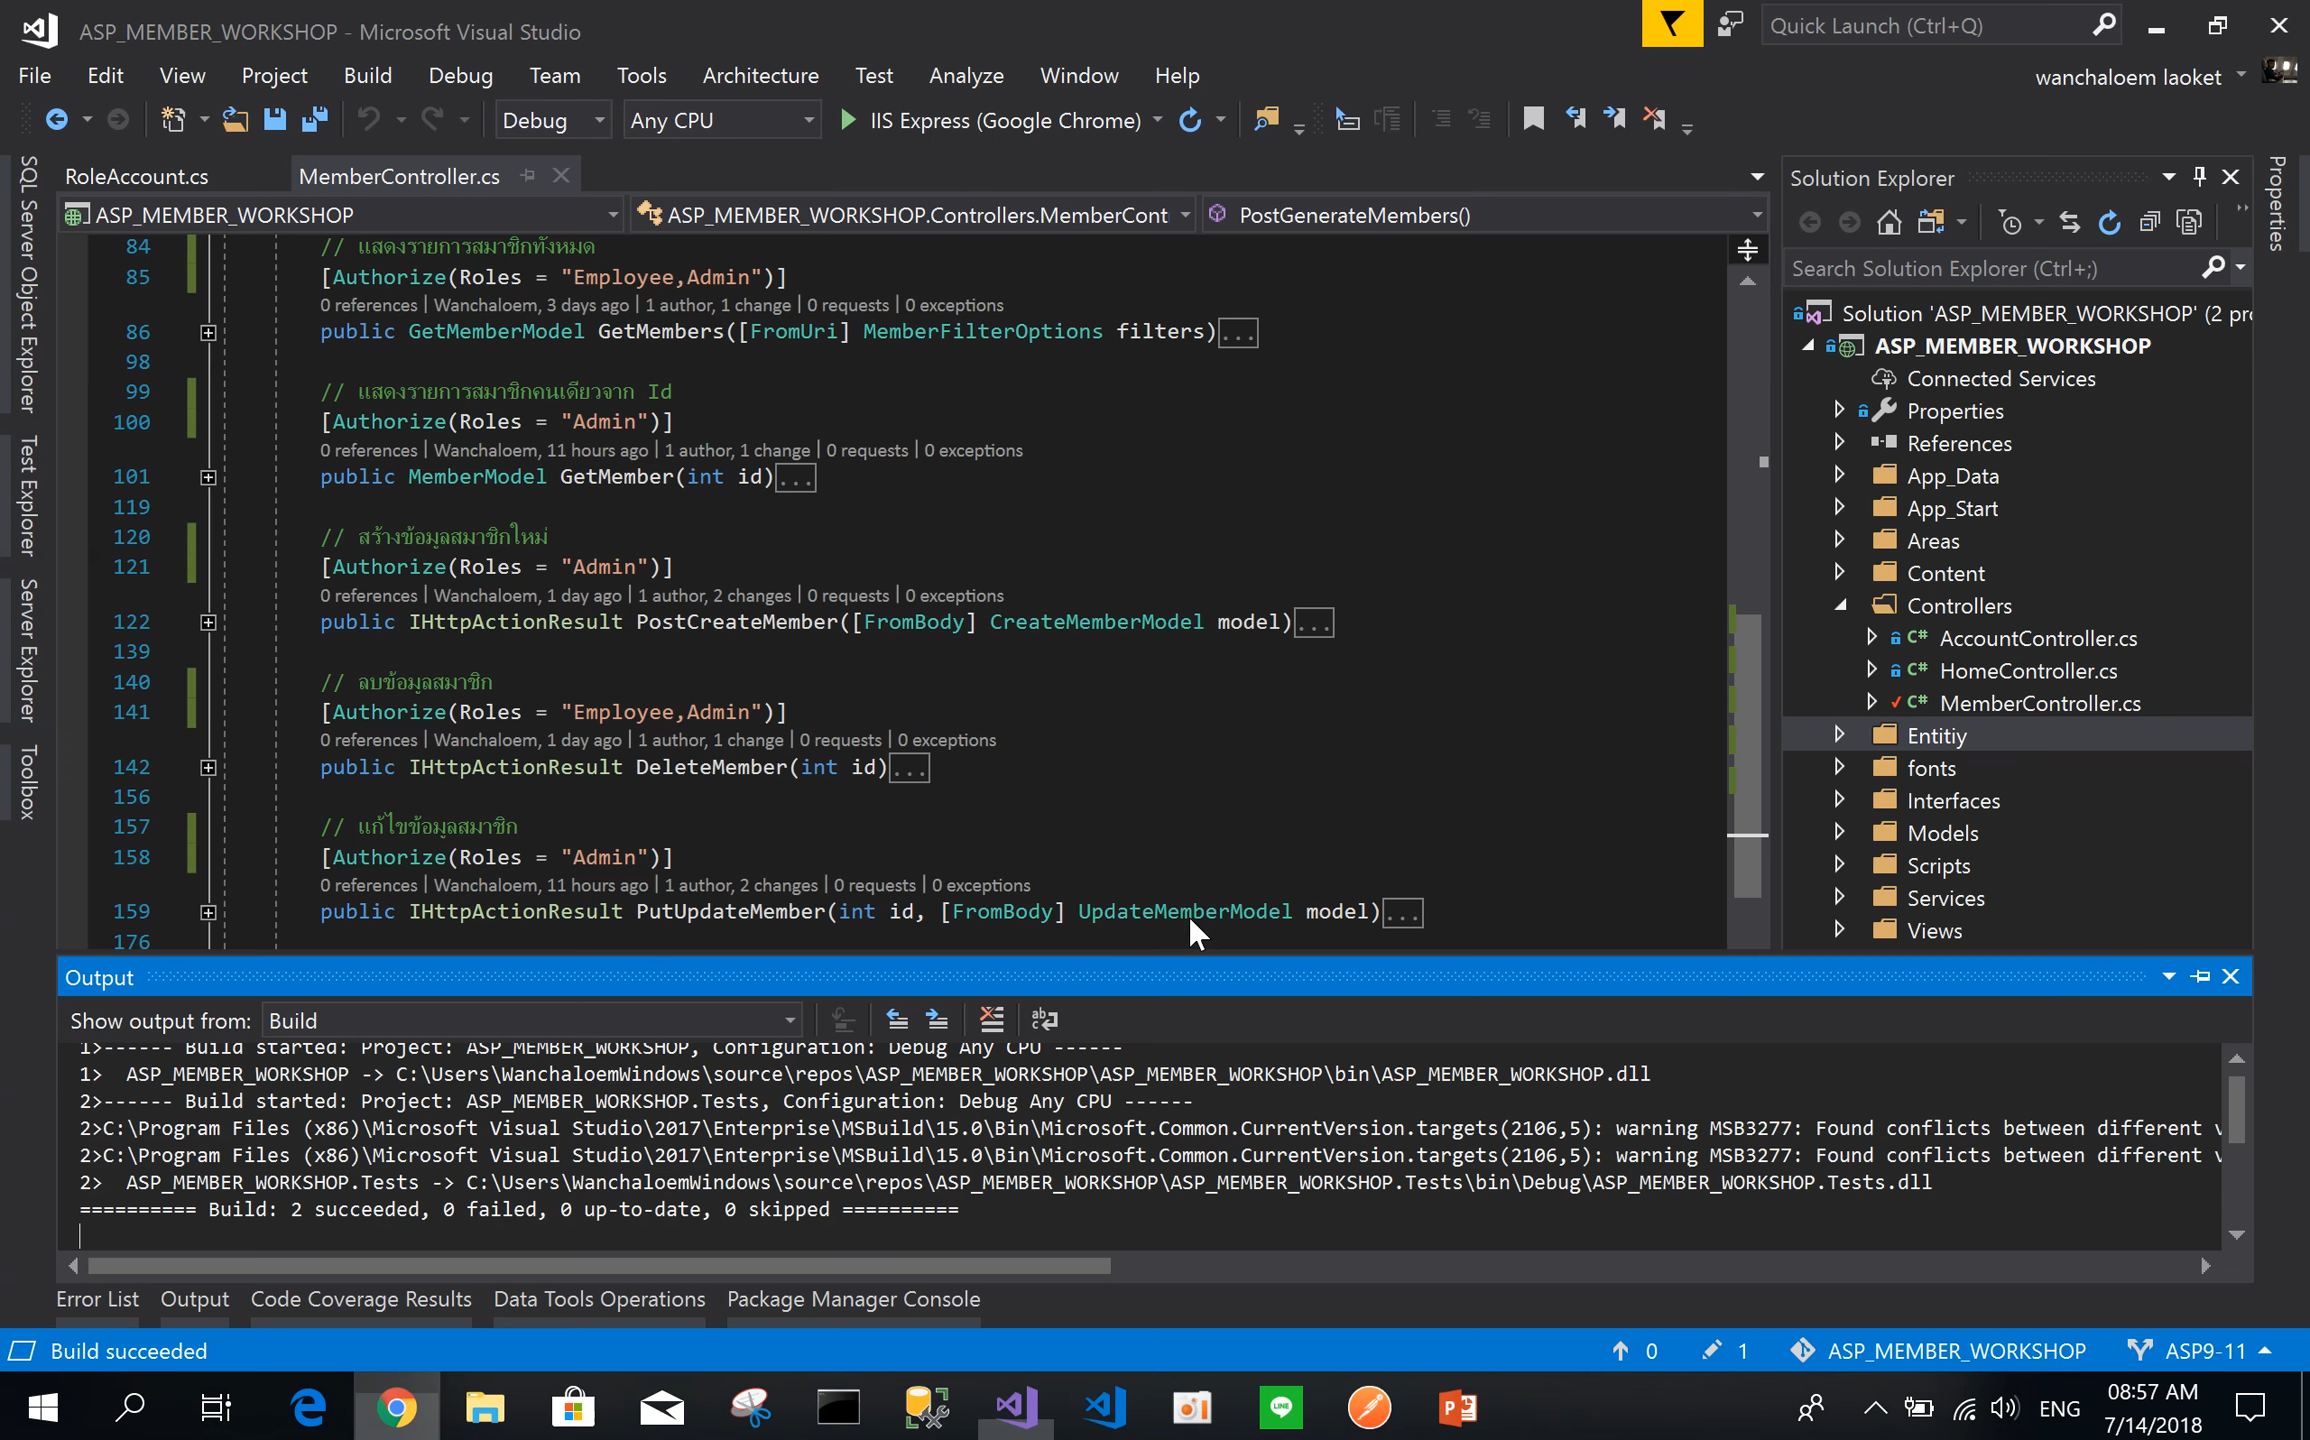 ASP_MEMBER_WORKSHOP - Microsoft Visual Studio
Quick Launch (Ctrl+Q)
File Edit View Project Build Debug Team Tools Architecture Test Analyze Window Help
wanchaloem laoket
Debug Any CPU IIS Express (Google Chrome)
SQL Server Object Explorer
Test Explorer
Server Explorer
Toolbox
RoleAccount.cs MemberController.cs
ASP_MEMBER_WORKSHOP ASP_MEMBER_WORKSHOP.Controllers.MemberCont PostGenerateMembers()
84 // แสดงรายการสมาชิกทั้งหมด
85 [Authorize(Roles = "Employee,Admin")]
0 references | Wanchaloem, 3 days ago | 1 author, 1 change | 0 requests | 0 exceptions
86 public GetMemberModel GetMembers([FromUri] MemberFilterOptions filters)...
98
99 // แสดงรายการสมาชิกคนเดียวจาก Id
100 [Authorize(Roles = "Admin")]
0 references | Wanchaloem, 11 hours ago | 1 author, 1 change | 0 requests | 0 exceptions
101 public MemberModel GetMember(int id)...
119
120 // สร้างข้อมูลสมาชิกใหม่
121 [Authorize(Roles = "Admin")]
0 references | Wanchaloem, 1 day ago | 1 author, 2 changes | 0 requests | 0 exceptions
122 public IHttpActionResult PostCreateMember([FromBody] CreateMemberModel model)...
139
140 // ลบข้อมูลสมาชิก
141 [Authorize(Roles = "Employee,Admin")]
0 references | Wanchaloem, 1 day ago | 1 author, 1 change | 0 requests | 0 exceptions
142 public IHttpActionResult DeleteMember(int id)...
156
157 // แก้ไขข้อมูลสมาชิก
158 [Authorize(Roles = "Admin")]
0 references | Wanchaloem, 11 hours ago | 1 author, 2 changes | 0 requests | 0 exceptions
159 public IHttpActionResult PutUpdateMember(int id, [FromBody] UpdateMemberModel model)...
176
Solution Explorer
Search Solution Explorer (Ctrl+;)
Solution 'ASP_MEMBER_WORKSHOP' (2 pr
ASP_MEMBER_WORKSHOP
Connected Services
Properties
References
App_Data
App_Start
Areas
Content
Controllers
C# AccountController.cs
C# HomeController.cs
C# MemberController.cs
Entitiy
fonts
Interfaces
Models
Scripts
Services
Views
Properties
Output
Show output from: Build
1>------ Build started: Project: ASP_MEMBER_WORKSHOP, Configuration: Debug Any CPU ------
1> ASP_MEMBER_WORKSHOP -> C:\Users\WanchaloemWindows\source\repos\ASP_MEMBER_WORKSHOP\ASP_MEMBER_WORKSHOP\bin\ASP_MEMBER_WORKSHOP.dll
2>------ Build started: Project: ASP_MEMBER_WORKSHOP.Tests, Configuration: Debug Any CPU ------
2>C:\Program Files (x86)\Microsoft Visual Studio\2017\Enterprise\MSBuild\15.0\Bin\Microsoft.Common.CurrentVersion.targets(2106,5): warning MSB3277: Found conflicts between different v
2>C:\Program Files (x86)\Microsoft Visual Studio\2017\Enterprise\MSBuild\15.0\Bin\Microsoft.Common.CurrentVersion.targets(2106,5): warning MSB3277: Found conflicts between different v
2> ASP_MEMBER_WORKSHOP.Tests -> C:\Users\WanchaloemWindows\source\repos\ASP_MEMBER_WORKSHOP\ASP_MEMBER_WORKSHOP.Tests\bin\Debug\ASP_MEMBER_WORKSHOP.Tests.dll
========== Build: 2 succeeded, 0 failed, 0 up-to-date, 0 skipped ==========
Error List Output Code Coverage Results Data Tools Operations Package Manager Console
Build succeeded 0 1 ASP_MEMBER_WORKSHOP ASP9-11
ENG
08:57 AM
7/14/2018